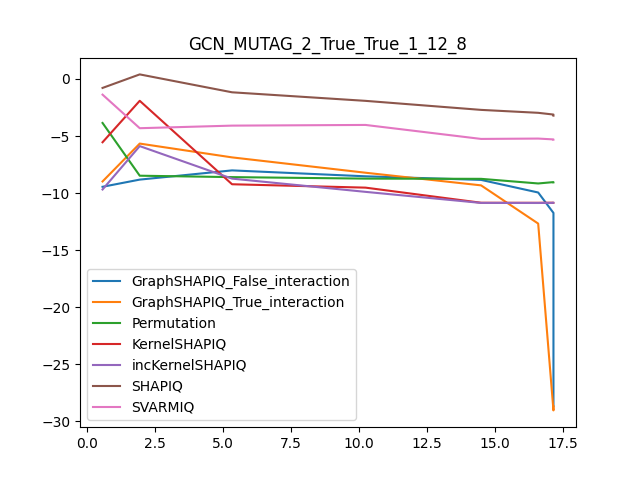 GCN_MUTAG_2_True_True_1_12_8
0
−5
−10
−15
−20
−25
−30
GraphSHAPIQ_False_interaction
GraphSHAPIQ_True_interaction
Permutation
KernelSHAPIQ
incKernelSHAPIQ
SHAPIQ
SVARMIQ
0.0 2.5 5.0 7.5 10.0 12.5 15.0 17.5